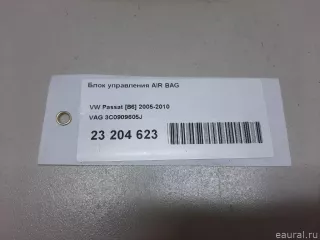 Блок управления AIR BAG
VW Passat [B6] 2005-2010
VAG 3C0909605J
23 204 623
eaural.ru